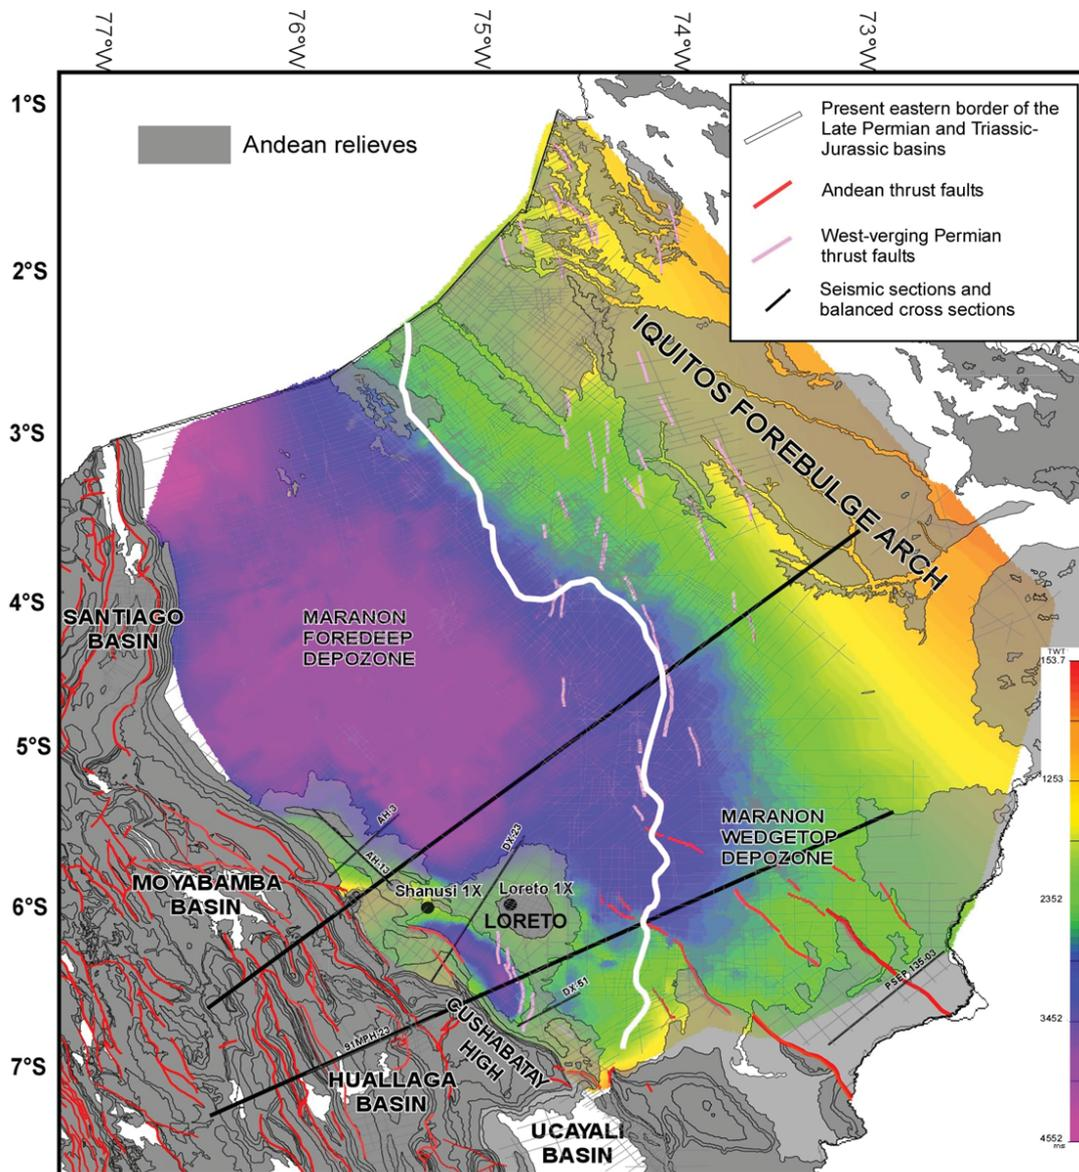 77°W
76°W
75°W
74°W
73°W
1°S
2°S
3°S
4°S
5°S
6°S
7°S
Andean relieves
Present eastern border of the
Late Permian and Triassic-
Jurassic basins
Andean thrust faults
West-verging Permian
thrust faults
Seismic sections and
balanced cross sections
IQUITOS FOREBULGE ARCH
SANTIAGO
BASIN
MARANON
FOREDEEP
DEPOZONE
TWT
153.7
1253
2352
3452
4552
ms
MARANON
WEDGETOP
DEPOZONE
AH-3
AH-13
DX-23
MOYABAMBA
BASIN
Shanusi 1X
Loreto 1X
LORETO
DX-51
PSEP 135-03
CUSHABATAY
HIGH
91MPH-23
HUALLAGA
BASIN
UCAYALI
BASIN